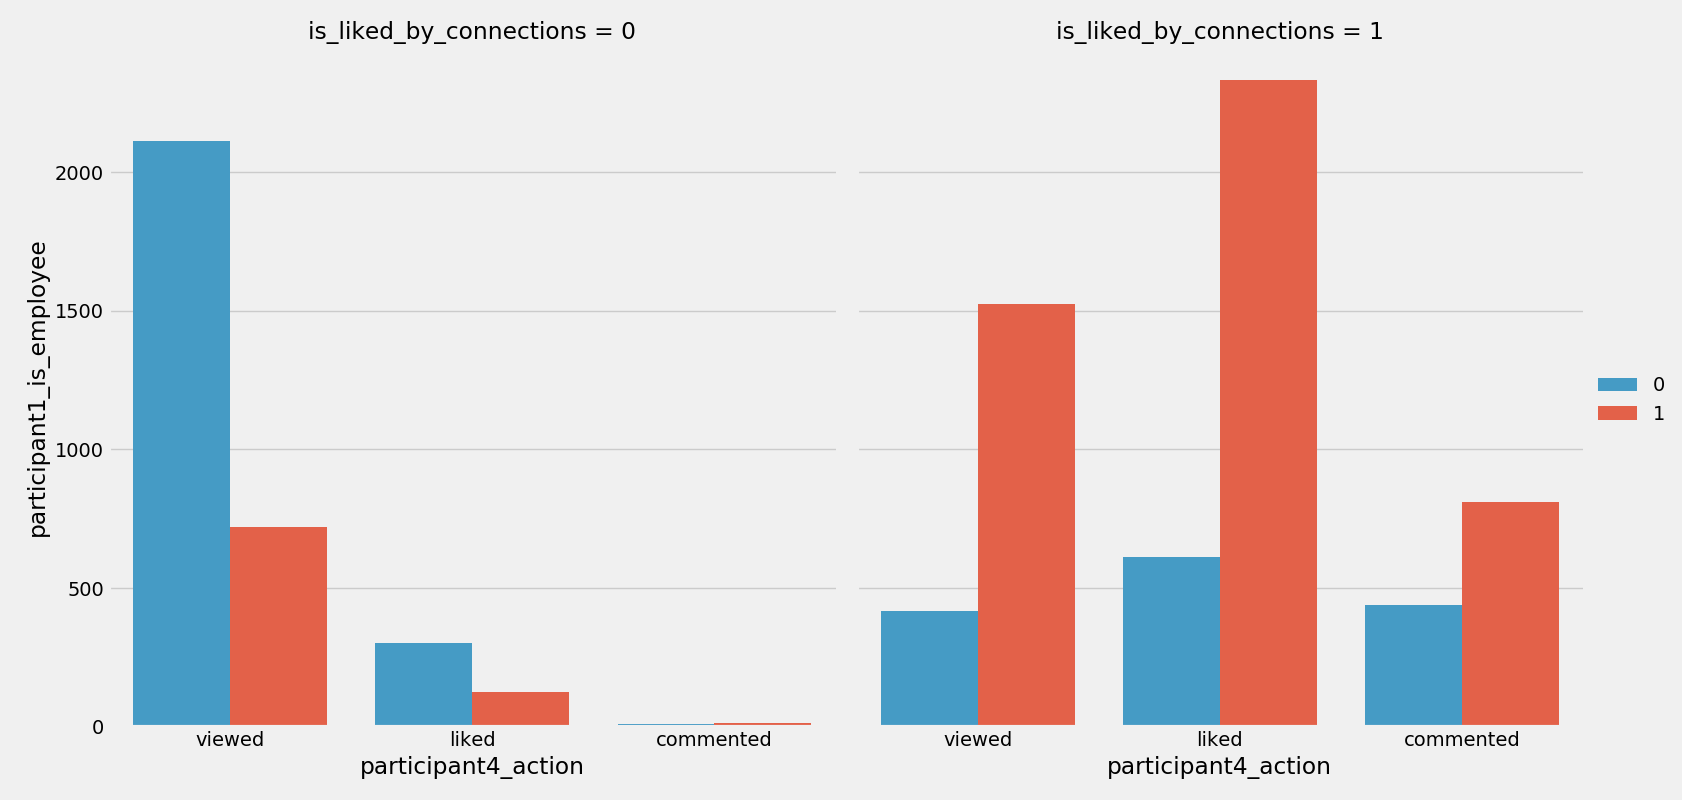 is_liked_by_connections = 0
is_liked_by_connections = 1
participant1_is_employee
2000
1500
1000
500
0
viewed
liked
commented
participant4_action
viewed
liked
commented
participant4_action
0
1